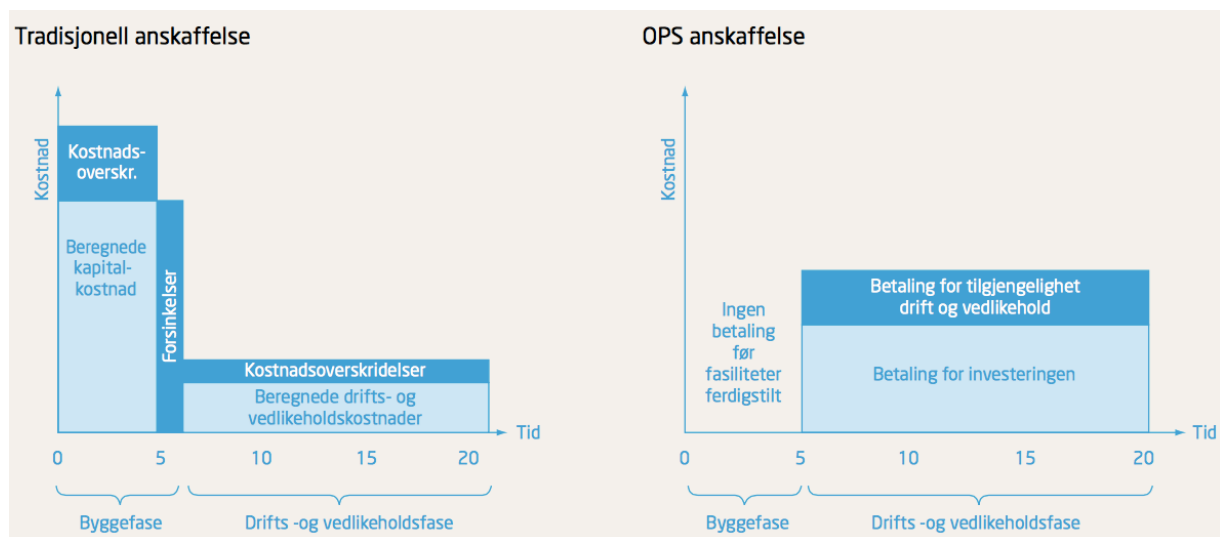 Tradisjonell anskaffelse
Kostnad
Kostnads-
overskr.
Beregnede
kapital-
kostnad
Forsinkelser
Kostnadsoverskridelser
Beregnede drifts- og
vedlikeholdskostnader
Tid
0 5 10 15 20
Byggefase
Drifts -og vedlikeholdsfase
OPS anskaffelse
Kostnad
Ingen
betaling
før
fasiliteter
ferdigstilt
Betaling for tilgjengelighet
drift og vedlikehold
Betaling for investeringen
Tid
0 5 10 15 20
Byggefase
Drifts -og vedlikeholdsfase